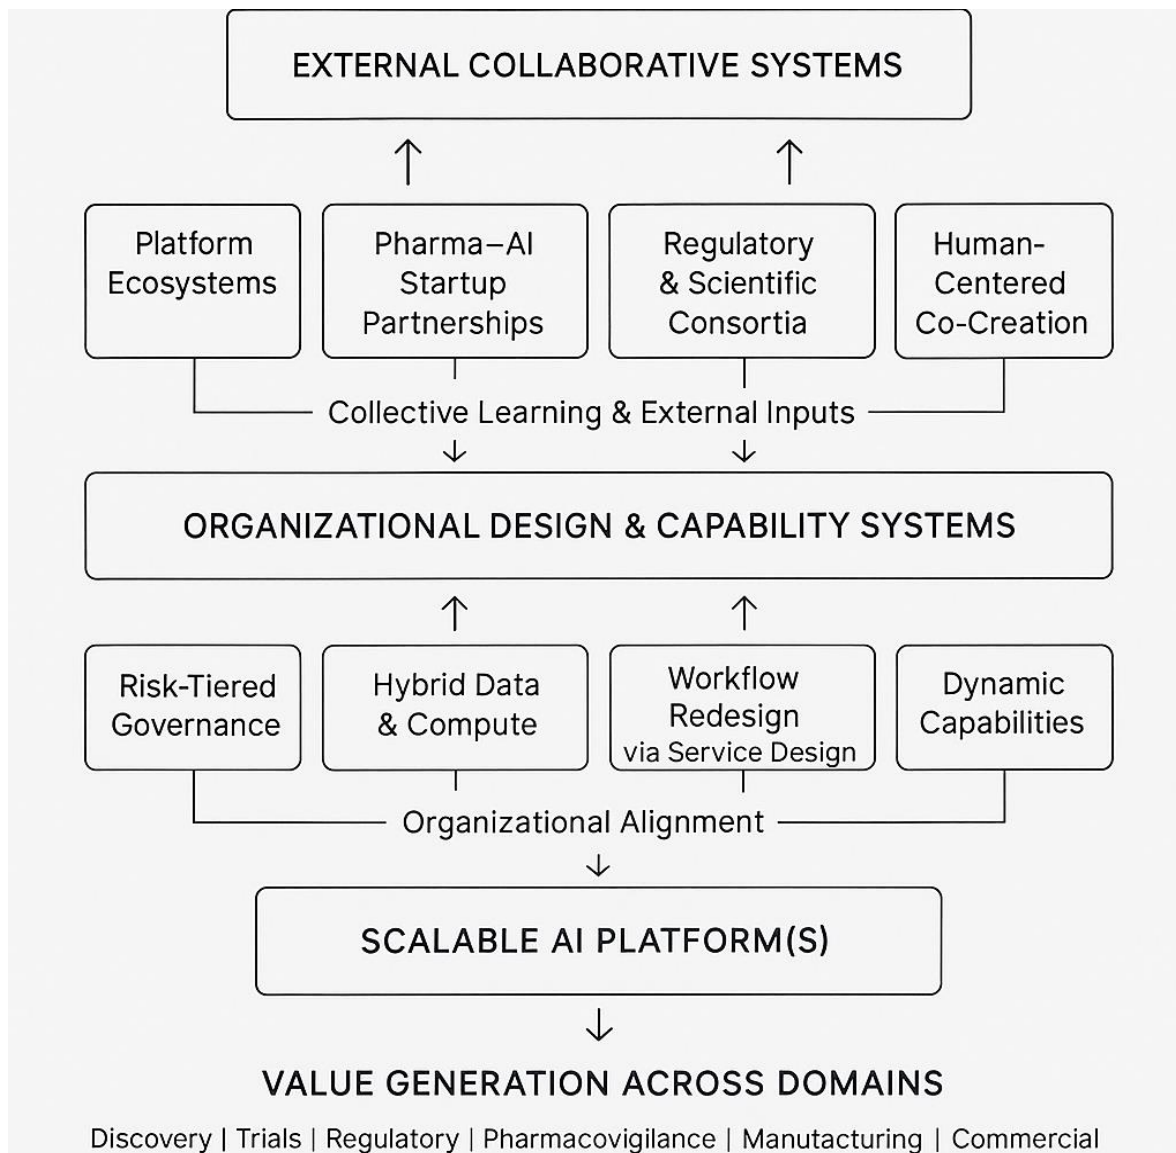 EXTERNAL COLLABORATIVE SYSTEMS
Platform
Ecosystems
Pharma–AI
Startup
Partnerships
Regulatory
& Scientific
Consortia
Human-
Centered
Co-Creation
Collective Learning & External Inputs
ORGANIZATIONAL DESIGN & CAPABILITY SYSTEMS
Risk-Tiered
Governance
Hybrid Data
& Compute
Workflow
Redesign
via Service Design
Dynamic
Capabilities
Organizational Alignment
SCALABLE AI PLATFORM(S)
VALUE GENERATION ACROSS DOMAINS
Discovery | Trials | Regulatory | Pharmacovigilance | Manutacturing | Commercial